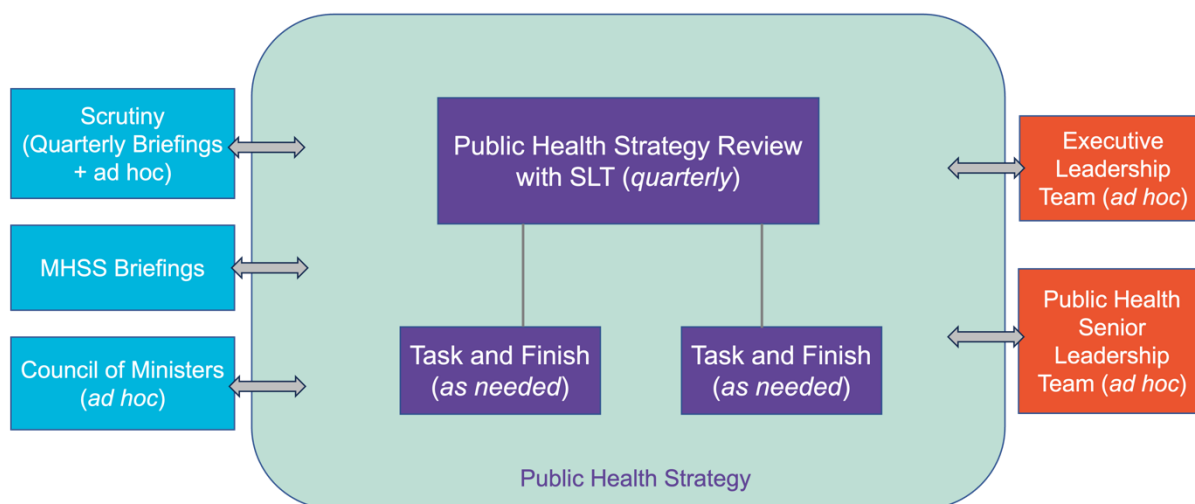 Scrutiny
(Quarterly Briefings
+ ad hoc)
MHSS Briefings
Council of Ministers
(ad hoc)
Public Health Strategy Review
with SLT (quarterly)
Task and Finish
(as needed)
Task and Finish
(as needed)
Public Health Strategy
Executive
Leadership
Team (ad hoc)
Public Health
Senior
Leadership
Team (ad hoc)